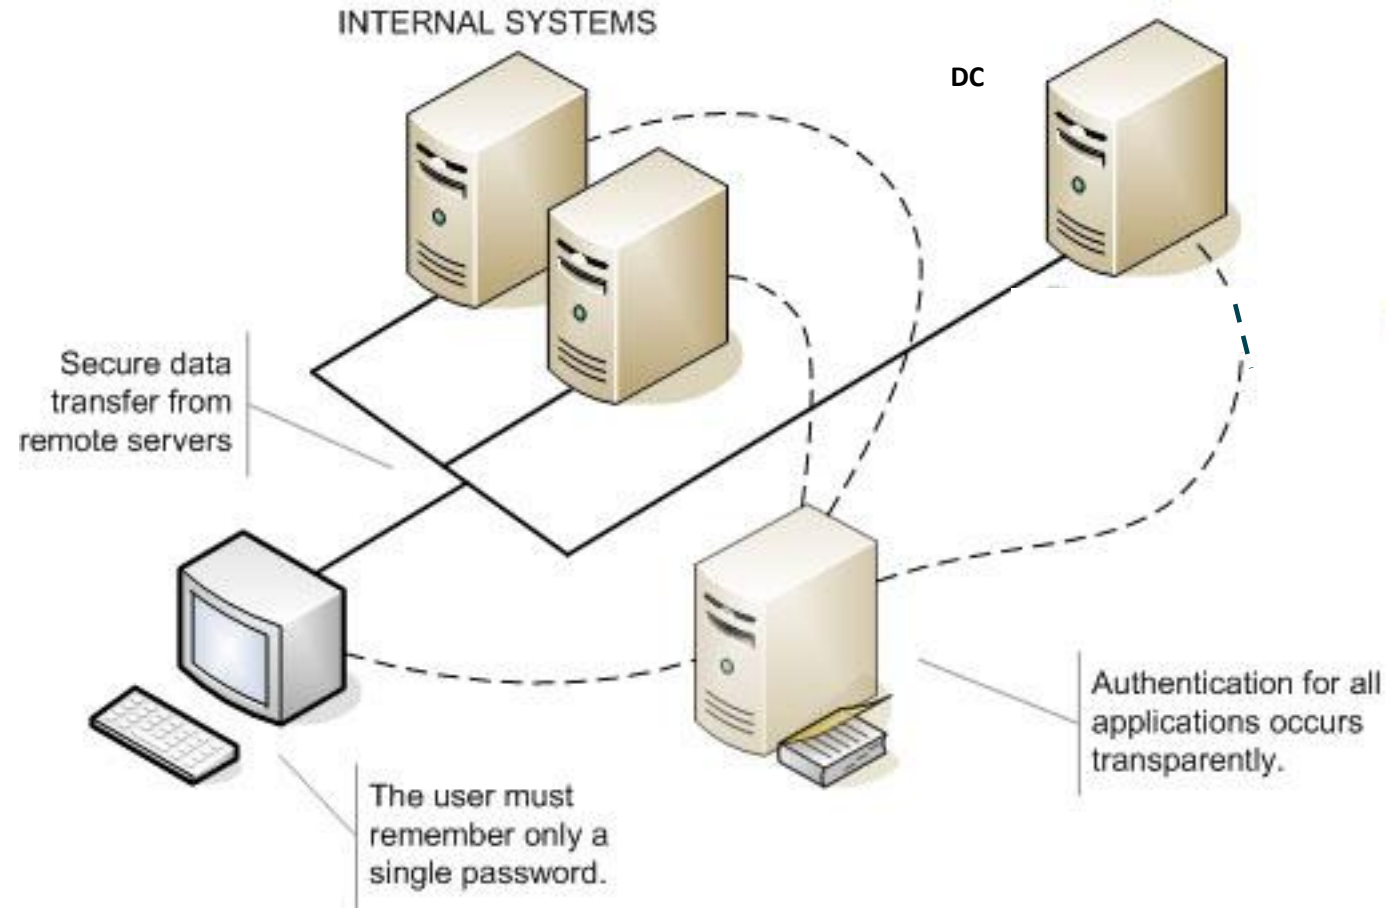 INTERNAL SYSTEMS
DC
Secure data
transfer from
remote servers
Authentication for all
applications occurs
transparently.
The user must
remember only a
single password.